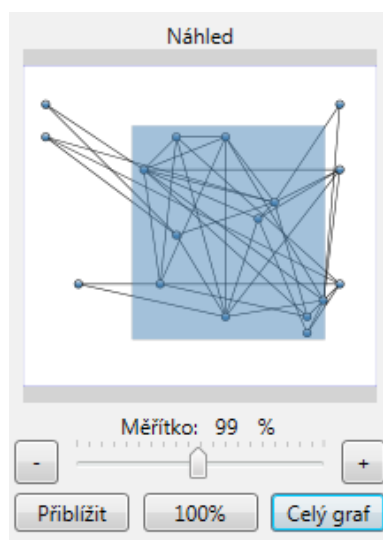 Náhled
Měřítko: 99 %
- +
Přiblížit 100% Celý graf